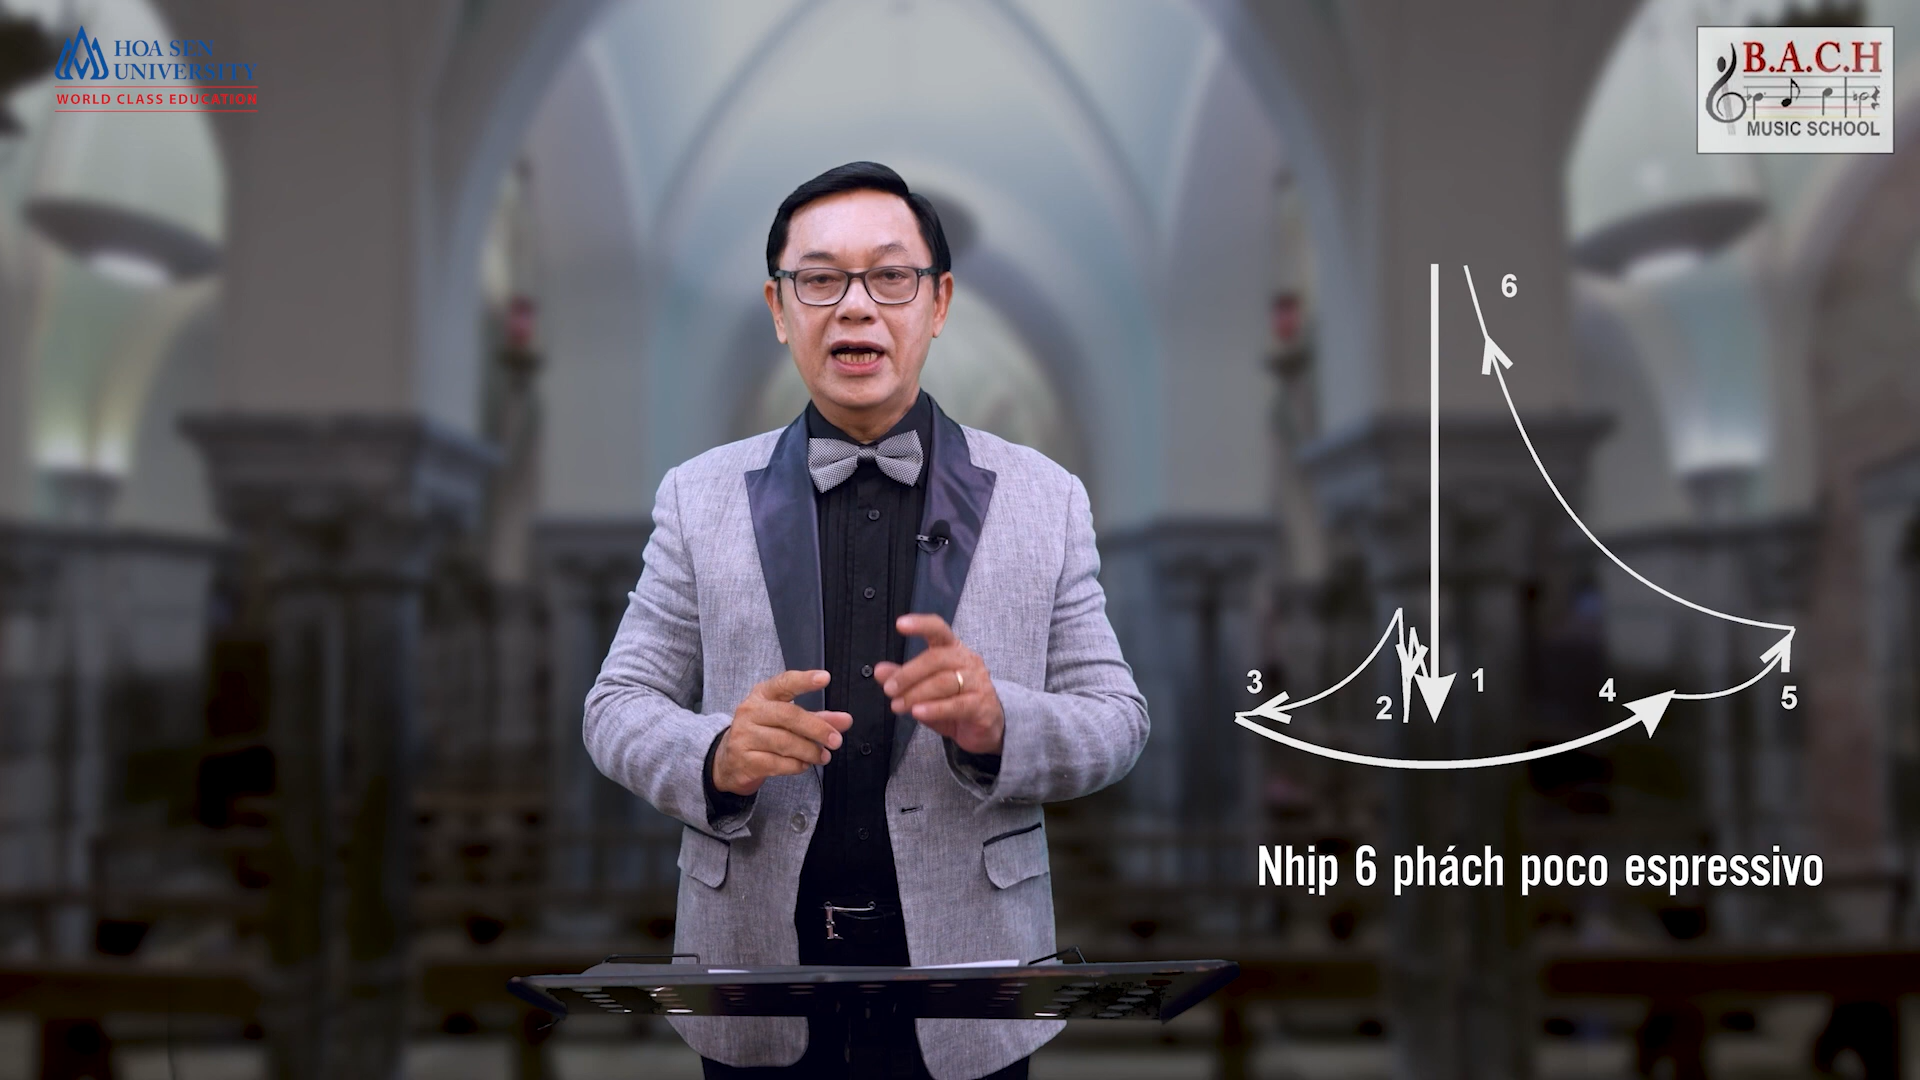 HOA SEN
UNIVERSITY
WORLD CLASS EDUCATION
B.A.C.H
MUSIC SCHOOL
6
3
2
1
4
5
Nhịp 6 phách poco espressivo